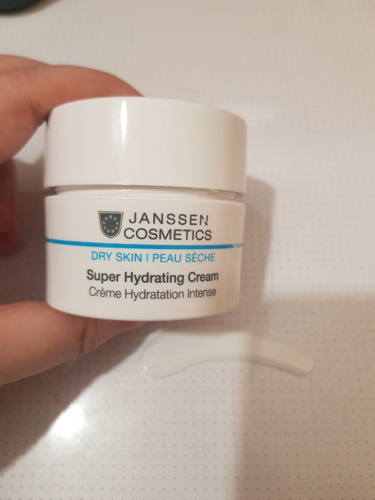 JANSSEN
COSMETICS
DRY SKIN | PEAU SÈCHE
Super Hydrating Cream
Crème Hydratation Intense